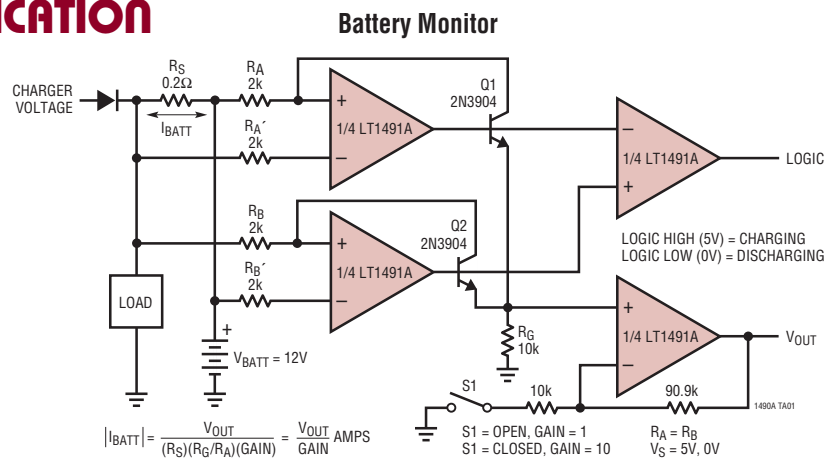 ICATION
Battery Monitor
CHARGER
VOLTAGE
RS
0.2Ω
IBATT
RA
2k
RA´
2k
+
–
1/4 LT1491A
Q1
2N3904
–
+
1/4 LT1491A
LOGIC
RB
2k
RB´
2k
+
–
1/4 LT1491A
Q2
2N3904
LOGIC HIGH (5V) = CHARGING
LOGIC LOW (0V) = DISCHARGING
LOAD
+
VBATT = 12V
RG
10k
+
–
1/4 LT1491A
VOUT
S1
10k
90.9k
1490A TA01
|IBATT| = VOUT / (RS)(RG/RA)(GAIN) = VOUT / GAIN AMPS
S1 = OPEN, GAIN = 1
S1 = CLOSED, GAIN = 10
RA = RB
VS = 5V, 0V